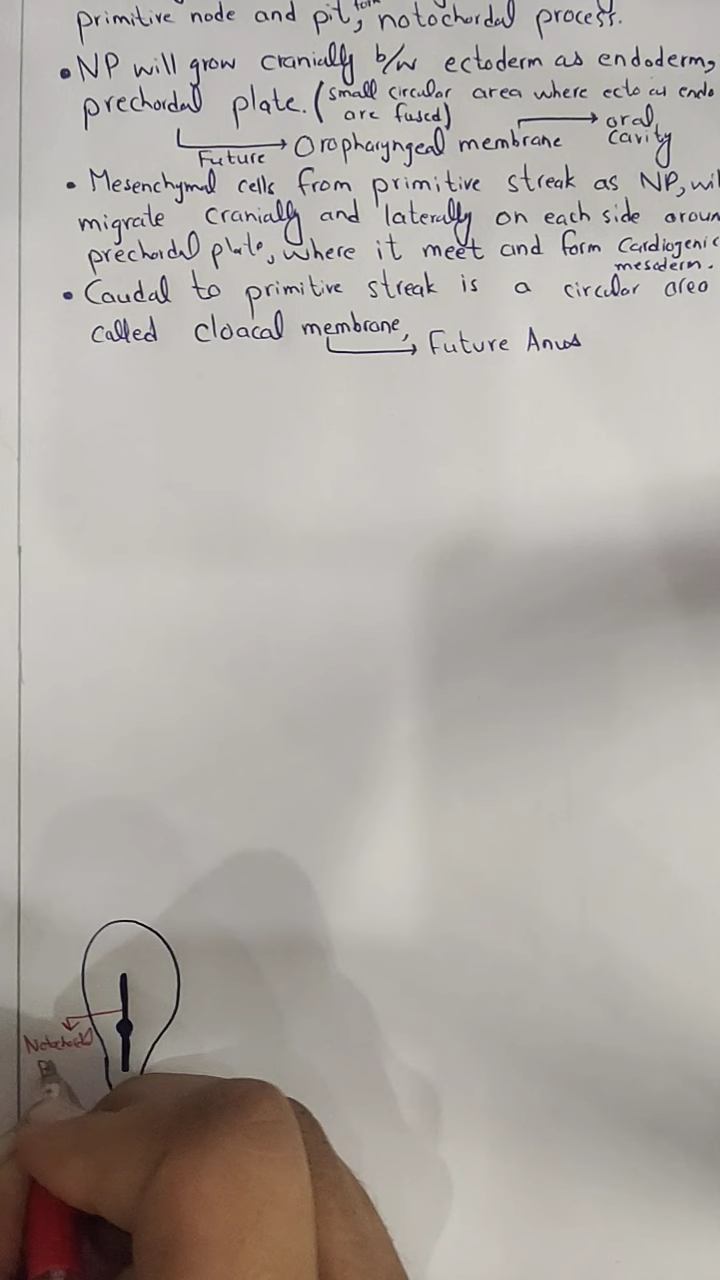 primitive node and pit, form notochordal process.
• NP will grow cranially b/w ectoderm as endoderm,
prechordal plate. (small circular area where ecto as endo
are fused)
Future Oropharyngeal membrane oral
cavity
• Mesenchymal cells from primitive streak as NP, wil
migrate cranially and laterally on each side aroun
prechordal plate, where it meet and form Cardiogenic
mesoderm.
• Caudal to primitive streak is a circular area
called cloacal membrane,
Future Anus